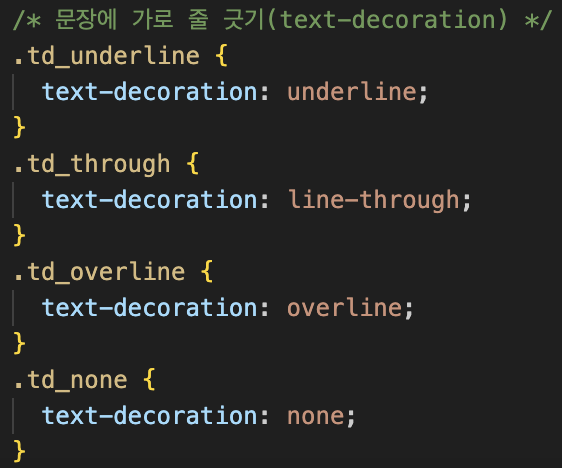 /* 문장에 가로 줄 긋기(text-decoration) */
.td_underline {
  text-decoration: underline;
}
.td_through {
  text-decoration: line-through;
}
.td_overline {
  text-decoration: overline;
}
.td_none {
  text-decoration: none;
}